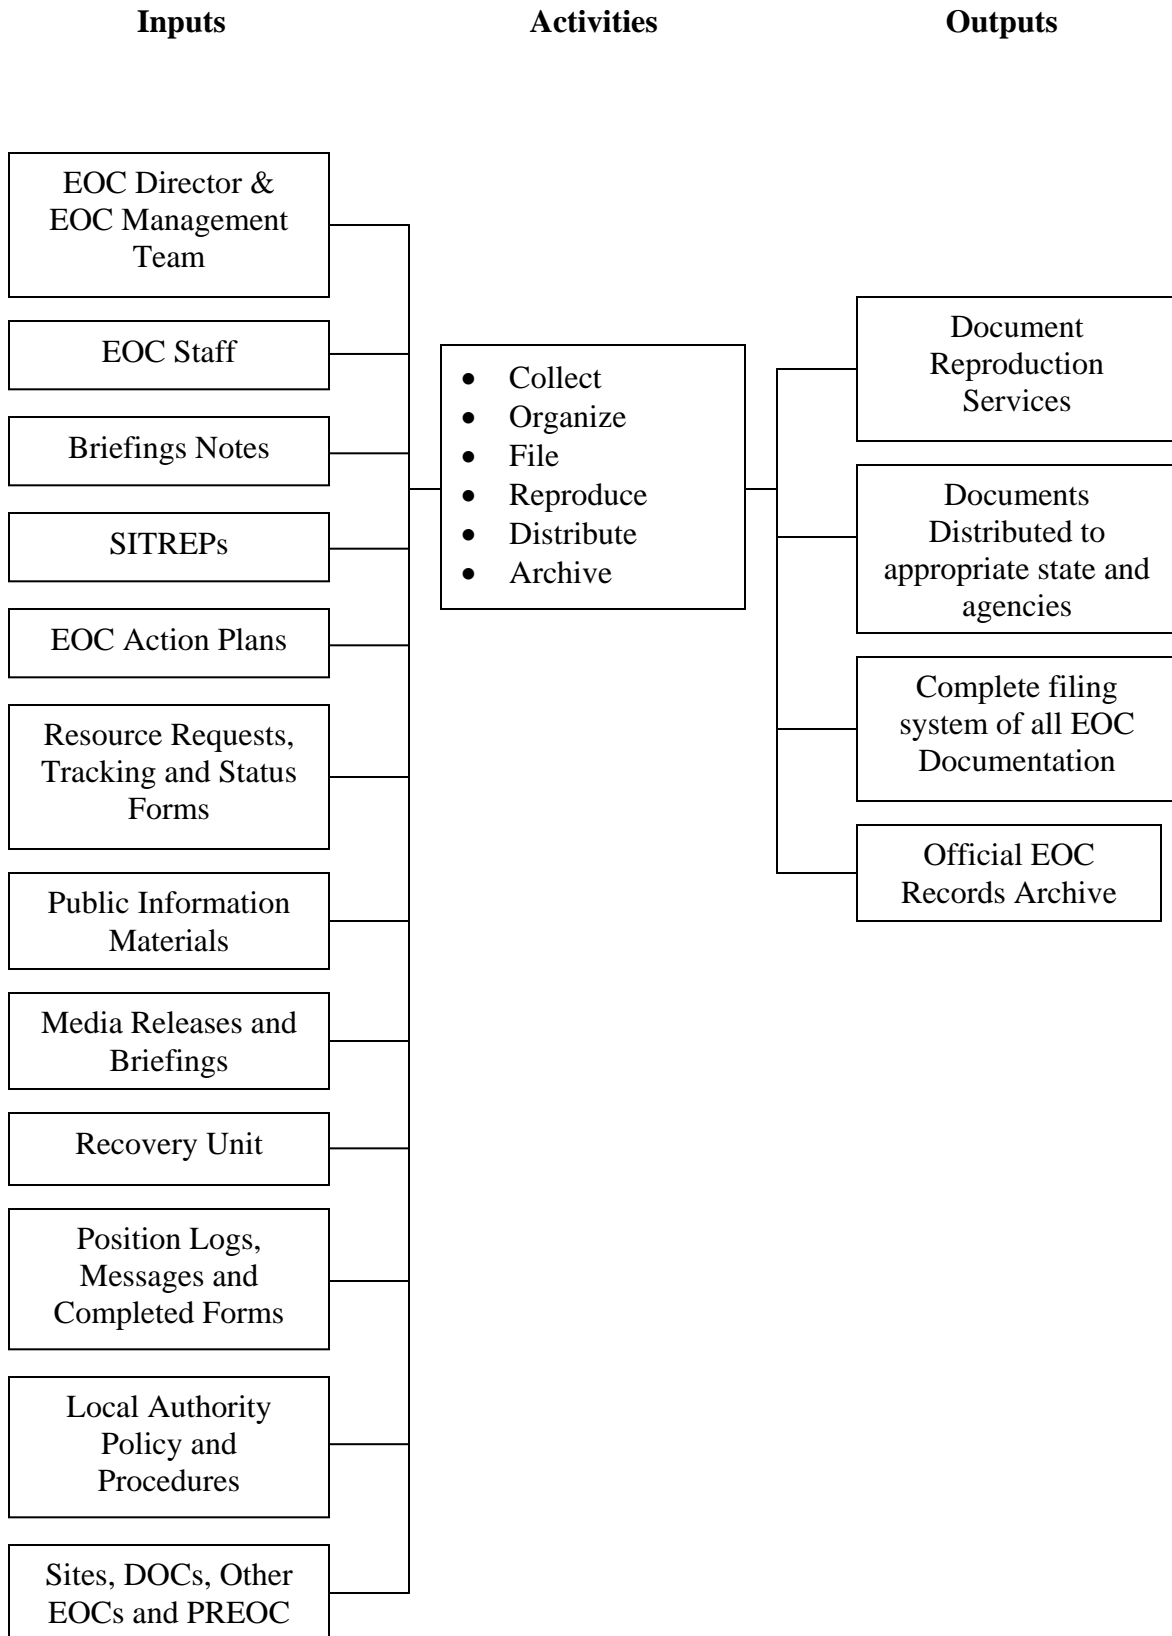 Inputs
Activities
Outputs
EOC Director &
EOC Management
Team
EOC Staff
Briefings Notes
SITREPs
EOC Action Plans
Resource Requests,
Tracking and Status
Forms
Public Information
Materials
Media Releases and
Briefings
Recovery Unit
Position Logs,
Messages and
Completed Forms
Local Authority
Policy and
Procedures
Sites, DOCs, Other
EOCs and PREOC
• Collect
• Organize
• File
• Reproduce
• Distribute
• Archive
Document
Reproduction
Services
Documents
Distributed to
appropriate state and
agencies
Complete filing
system of all EOC
Documentation
Official EOC
Records Archive